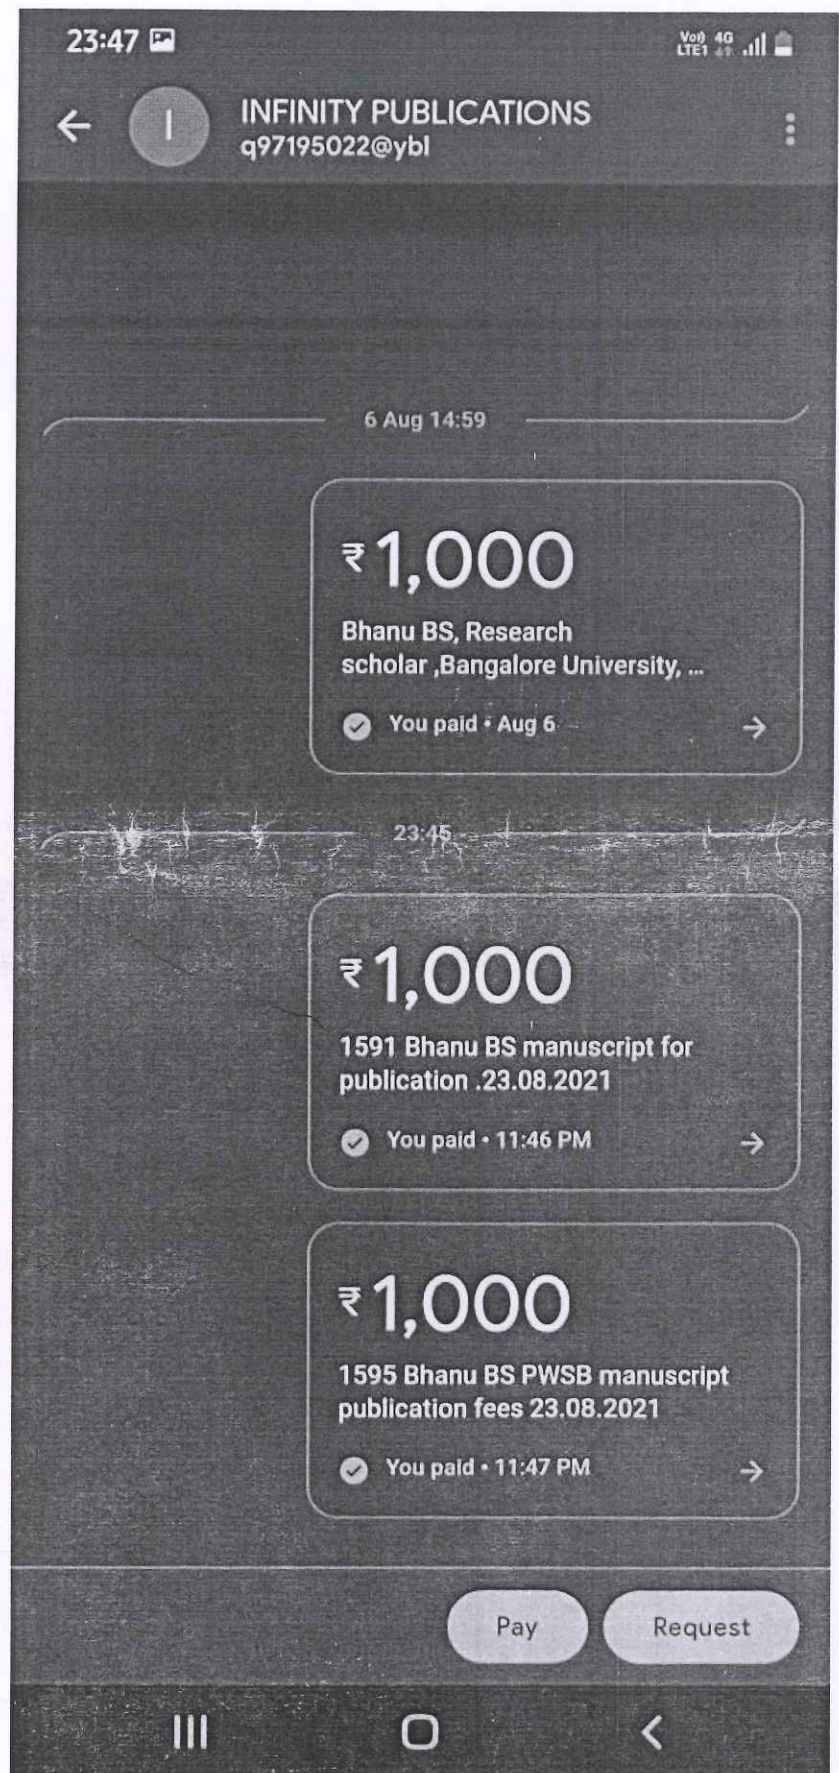 23:47
Vo)) 4G
LTE1
I
INFINITY PUBLICATIONS
q97195022@ybl
6 Aug 14:59
₹1,000
Bhanu BS, Research
scholar ,Bangalore University, ...
You paid • Aug 6
23:45
₹1,000
1591 Bhanu BS manuscript for
publication .23.08.2021
You paid • 11:46 PM
₹1,000
1595 Bhanu BS PWSB manuscript
publication fees 23.08.2021
You paid • 11:47 PM
Pay
Request